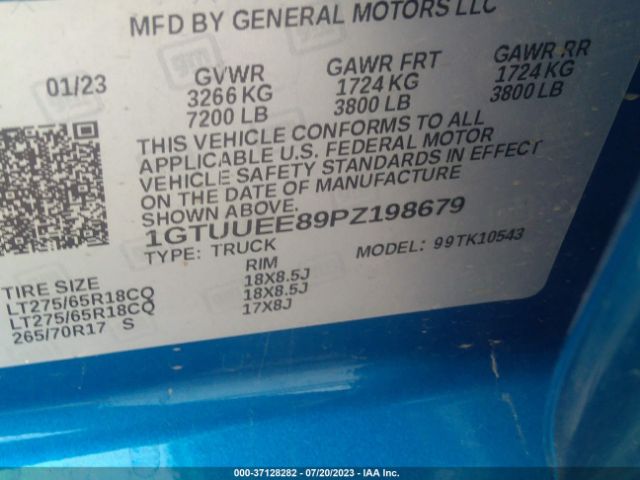 MFD BY GENERAL MOTORS LLC
01/23
GVWR GAWR FRT GAWR RR
3266 KG 1724 KG 1724 KG
7200 LB 3800 LB 3800 LB
THIS VEHICLE CONFORMS TO ALL
APPLICABLE U.S. FEDERAL MOTOR
VEHICLE SAFETY STANDARDS IN EFFECT
ON THE DATE OF MANUFACTURE
1GTUUEE89PZ198679
TYPE: TRUCK MODEL: 99TK10543
TIRE SIZE RIM
LT275/65R18CQ 18X8.5J
LT275/65R18CQ 18X8.5J
265/70R17 S 17X8J
000-37128282 / 07/20/2023 - IAA Inc.